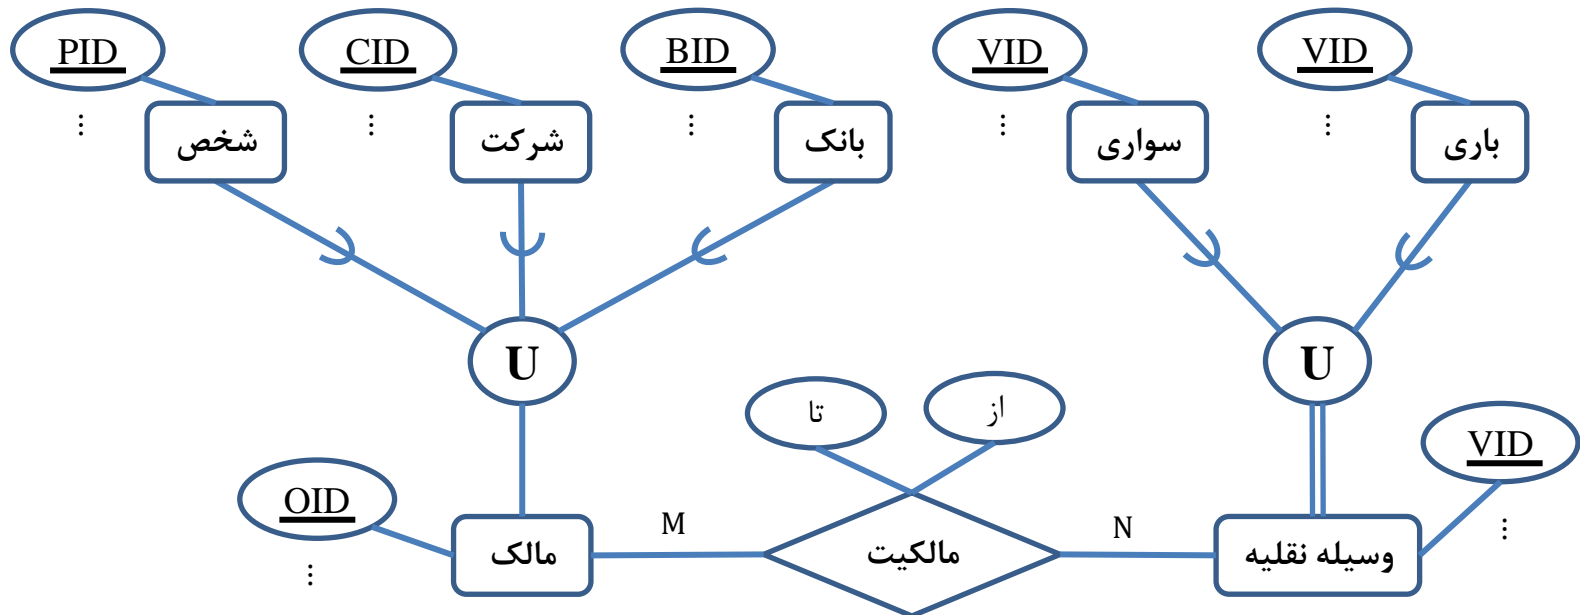 PID
CID
BID
VID
VID
شخص
شرکت
بانک
سواری
باری
U
U
تا
از
VID
OID
مالک
M
مالکیت
N
وسیله نقلیه